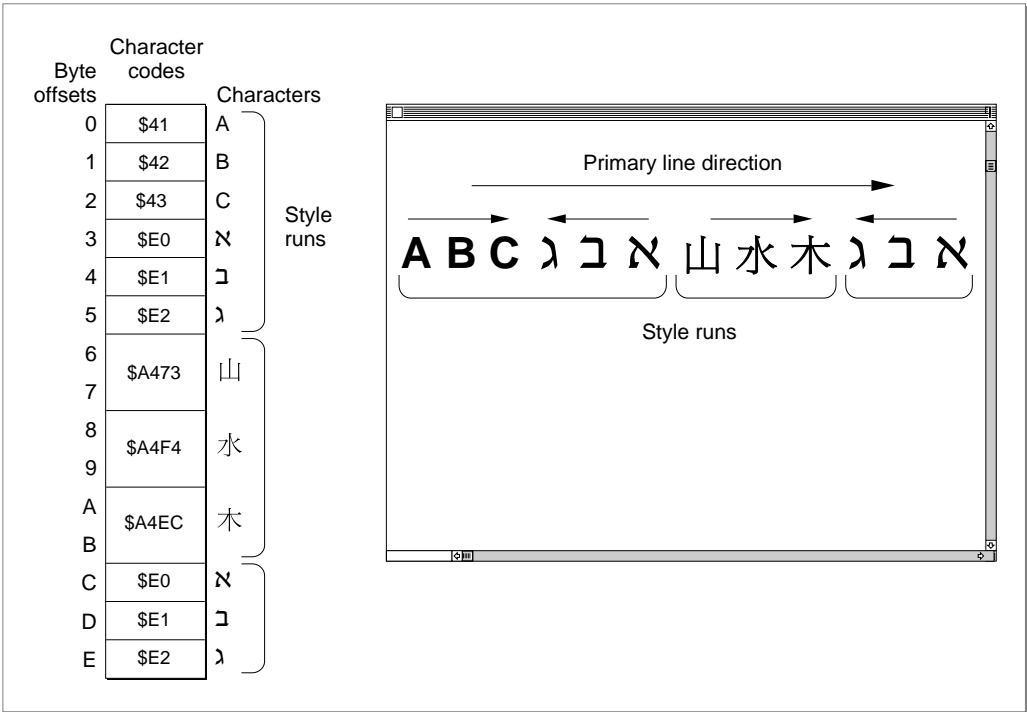 Character
codes
Byte
offsets
Characters
0 $41 A
1 $42 B
2 $43 C
3 $E0 א
4 $E1 ב
5 $E2 ג
Style
runs
6
7
$A473 山
8
9
$A4F4 水
A
B
$A4EC 木
C $E0 א
D $E1 ב
E $E2 ג
Primary line direction
A B C א ב ג 山 水 木 א ב ג
Style runs